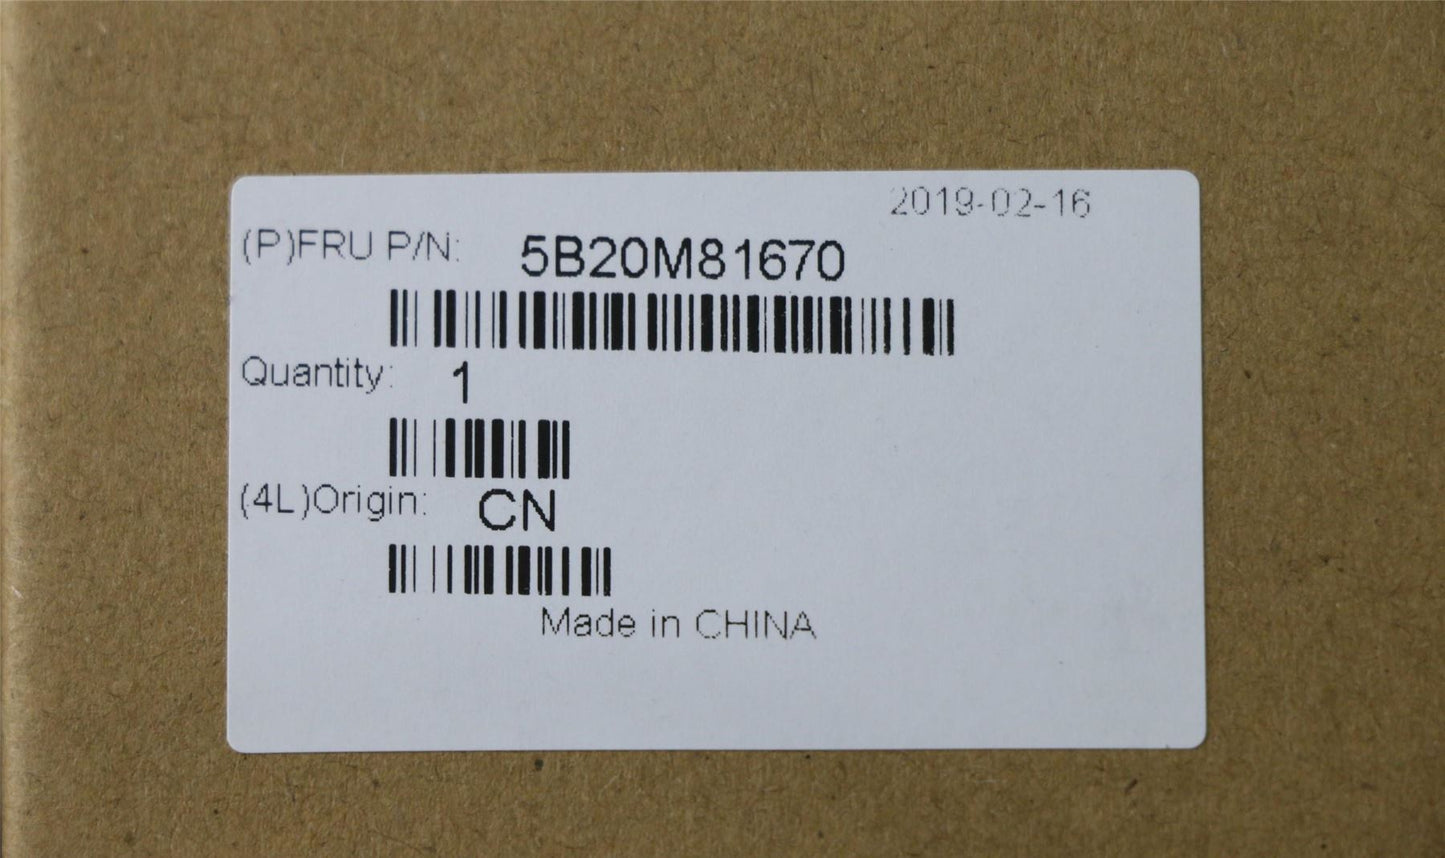 2019-02-16
(P)FRU P/N: 5B20M81670
Quantity: 1
(4L)Origin: CN
Made in CHINA